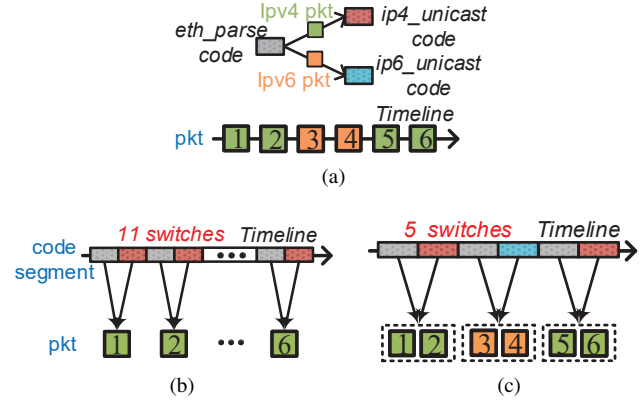 Ipv4 pkt
eth_parse code
ip4_unicast code
Ipv6 pkt
ip6_unicast code
Timeline
pkt 1 2 3 4 5 6
(a)
11 switches Timeline
code segment
•••
pkt 1 2 ••• 6
(b)
5 switches Timeline
1 2 3 4 5 6
(c)